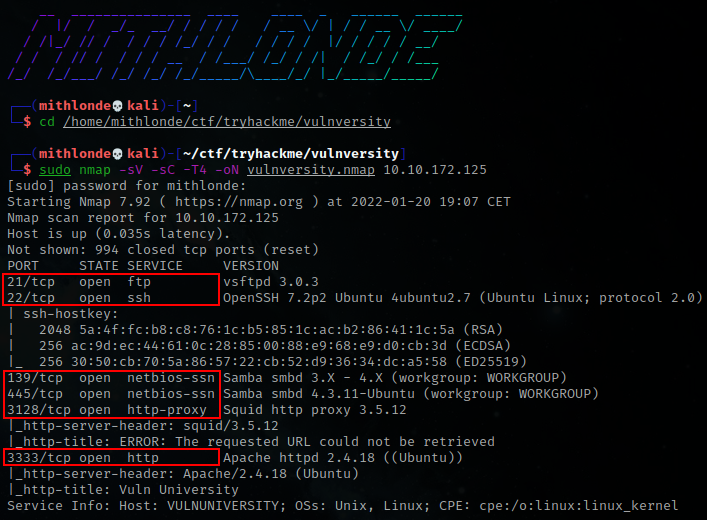 ┌──(mithlonde💀kali)-[~]
└─$ cd /home/mithlonde/ctf/tryhackme/vulnversity
┌──(mithlonde💀kali)-[~/ctf/tryhackme/vulnversity]
└─$ sudo nmap -sV -sC -T4 -oN vulnversity.nmap 10.10.172.125
[sudo] password for mithlonde:
Starting Nmap 7.92 ( https://nmap.org ) at 2022-01-20 19:07 CET
Nmap scan report for 10.10.172.125
Host is up (0.035s latency).
Not shown: 994 closed tcp ports (reset)
PORT     STATE SERVICE     VERSION
21/tcp   open  ftp         vsftpd 3.0.3
22/tcp   open  ssh         OpenSSH 7.2p2 Ubuntu 4ubuntu2.7 (Ubuntu Linux; protocol 2.0)
| ssh-hostkey:
|   2048 5a:4f:fc:b8:c8:76:1c:b5:85:1c:ac:b2:86:41:1c:5a (RSA)
|   256 ac:9d:ec:44:61:0c:28:85:00:88:e9:68:e9:d0:cb:3d (ECDSA)
|_  256 30:50:cb:70:5a:86:57:22:cb:52:d9:36:34:dc:a5:58 (ED25519)
139/tcp  open  netbios-ssn Samba smbd 3.X - 4.X (workgroup: WORKGROUP)
445/tcp  open  netbios-ssn Samba smbd 4.3.11-Ubuntu (workgroup: WORKGROUP)
3128/tcp open  http-proxy  Squid http proxy 3.5.12
|_http-server-header: squid/3.5.12
|_http-title: ERROR: The requested URL could not be retrieved
3333/tcp open  http        Apache httpd 2.4.18 ((Ubuntu))
|_http-server-header: Apache/2.4.18 (Ubuntu)
|_http-title: Vuln University
Service Info: Host: VULNUNIVERSITY; OSs: Unix, Linux; CPE: cpe:/o:linux:linux_kernel